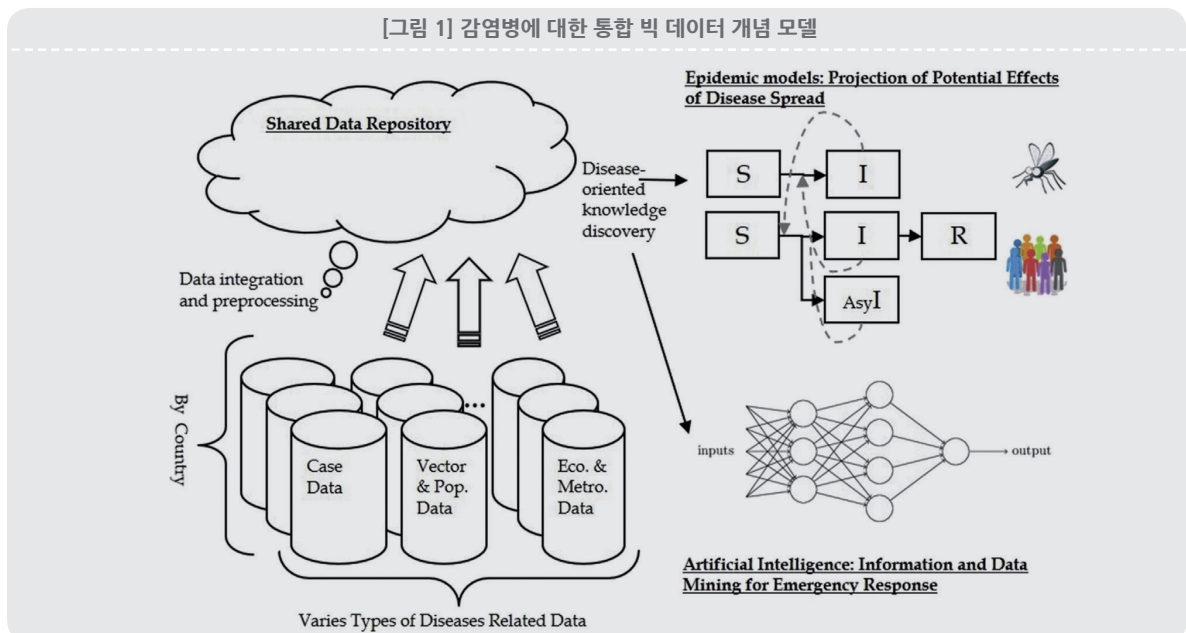 [그림 1] 감염병에 대한 통합 빅 데이터 개념 모델
Shared Data Repository
Data integration
and preprocessing
By Country
Case
Data
Vector
& Pop.
Data
...
Eco. &
Metro.
Data
Varies Types of Diseases Related Data
Disease-
oriented
knowledge
discovery
Epidemic models: Projection of Potential Effects
of Disease Spread
S
I
S
I
R
AsyI
inputs
output
Artificial Intelligence: Information and Data
Mining for Emergency Response